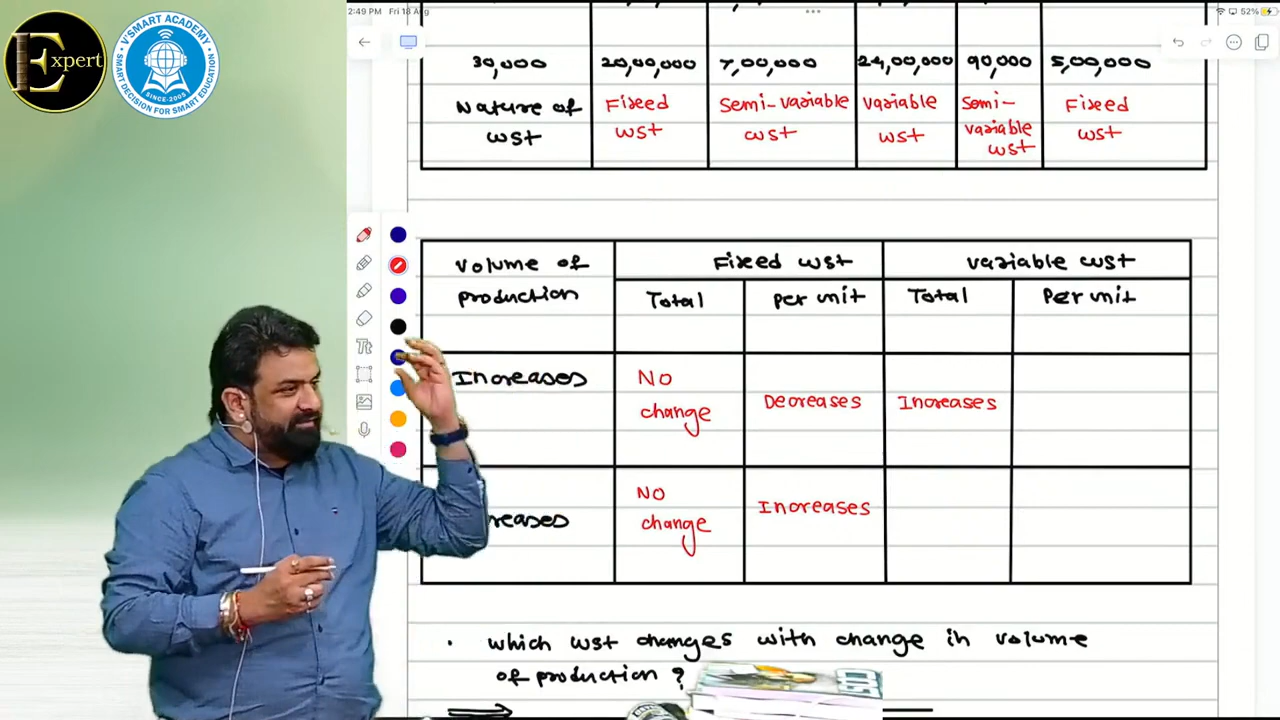 2:49 PM Fri 18 Aug
52%
Expert
V'SMART ACADEMY
SMART DECISION FOR SMART EDUCATION
SINCE-2005
30,000 20,00,000 7,00,000 24,00,000 90,000 5,00,000
Nature of cost Fixed cost Semi-variable cost variable cost Semi-variable cost Fixed cost
Volume of production Fixed cost variable cost
Total per unit Total Per unit
Increases No change Decreases Increases
reases No change Increases
Tt
· which cost changes with change in volume
of production ?